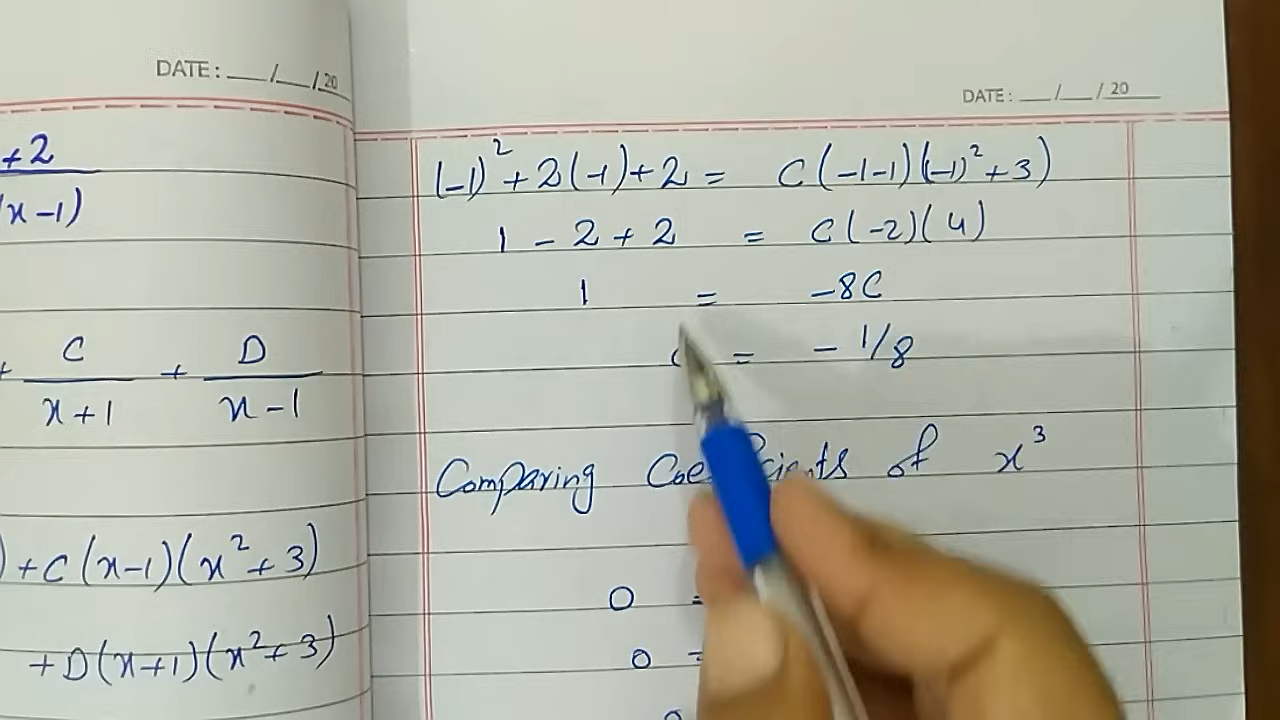 DATE : ___/___/20
+2
(x-1)
+ C/(x+1) + D/(x-1)
) + C(x-1)(x² + 3)
+ D(x+1)(x² + 3)
DATE : ___/___/20
(-1)² + 2(-1) + 2 = C(-1-1)((-1)² + 3)
1 - 2 + 2 = C(-2)(4)
1 = -8C
= - 1/8
Comparing of x³
0 =
0 =